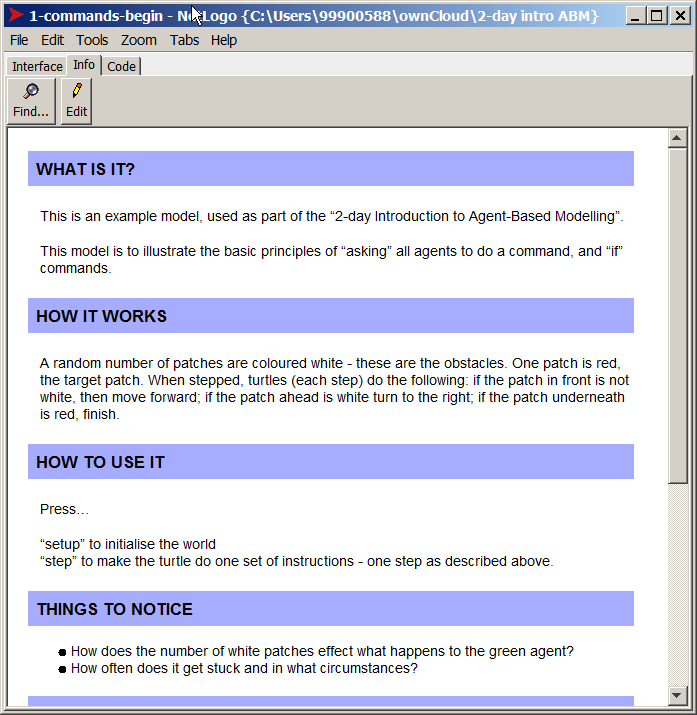 1-commands-begin - NetLogo {C:\Users\99900588\ownCloud\2-day intro ABM}
File Edit Tools Zoom Tabs Help
Interface Info Code
Find... Edit
WHAT IS IT?
This is an example model, used as part of the “2-day Introduction to Agent-Based Modelling”.
This model is to illustrate the basic principles of “asking” all agents to do a command, and “if”
commands.
HOW IT WORKS
A random number of patches are coloured white - these are the obstacles. One patch is red,
the target patch. When stepped, turtles (each step) do the following: if the patch in front is not
white, then move forward; if the patch ahead is white turn to the right; if the patch underneath
is red, finish.
HOW TO USE IT
Press…
“setup” to initialise the world
“step” to make the turtle do one set of instructions - one step as described above.
THINGS TO NOTICE
How does the number of white patches effect what happens to the green agent?
How often does it get stuck and in what circumstances?